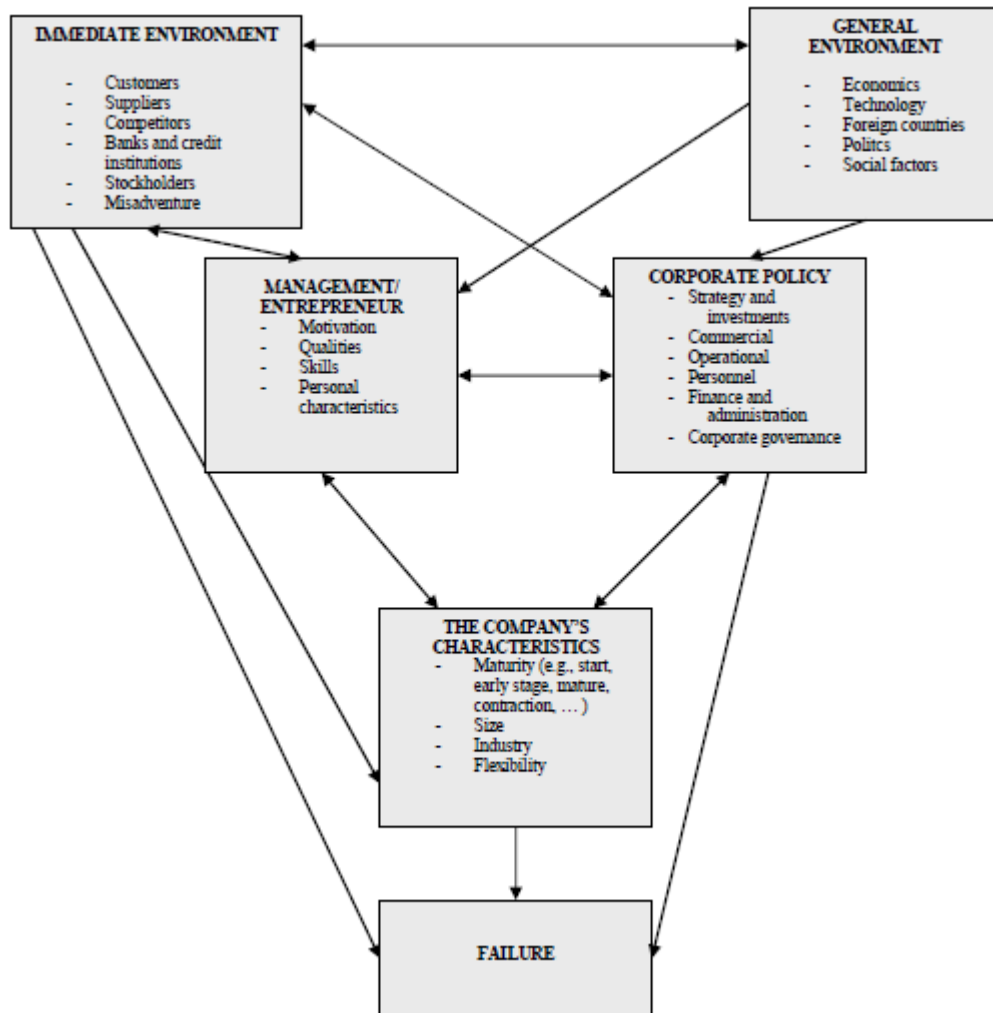 IMMEDIATE ENVIRONMENT
- Customers
- Suppliers
- Competitors
- Banks and credit
institutions
- Stockholders
- Misadventure
GENERAL
ENVIRONMENT
- Economics
- Technology
- Foreign countries
- Politcs
- Social factors
MANAGEMENT/
ENTREPRENEUR
- Motivation
- Qualities
- Skills
- Personal
characteristics
CORPORATE POLICY
- Strategy and
investments
- Commercial
- Operational
- Personnel
- Finance and
administration
- Corporate governance
THE COMPANY'S
CHARACTERISTICS
- Maturity (e.g., start,
early stage, mature,
contraction, … )
- Size
- Industry
- Flexibility
FAILURE